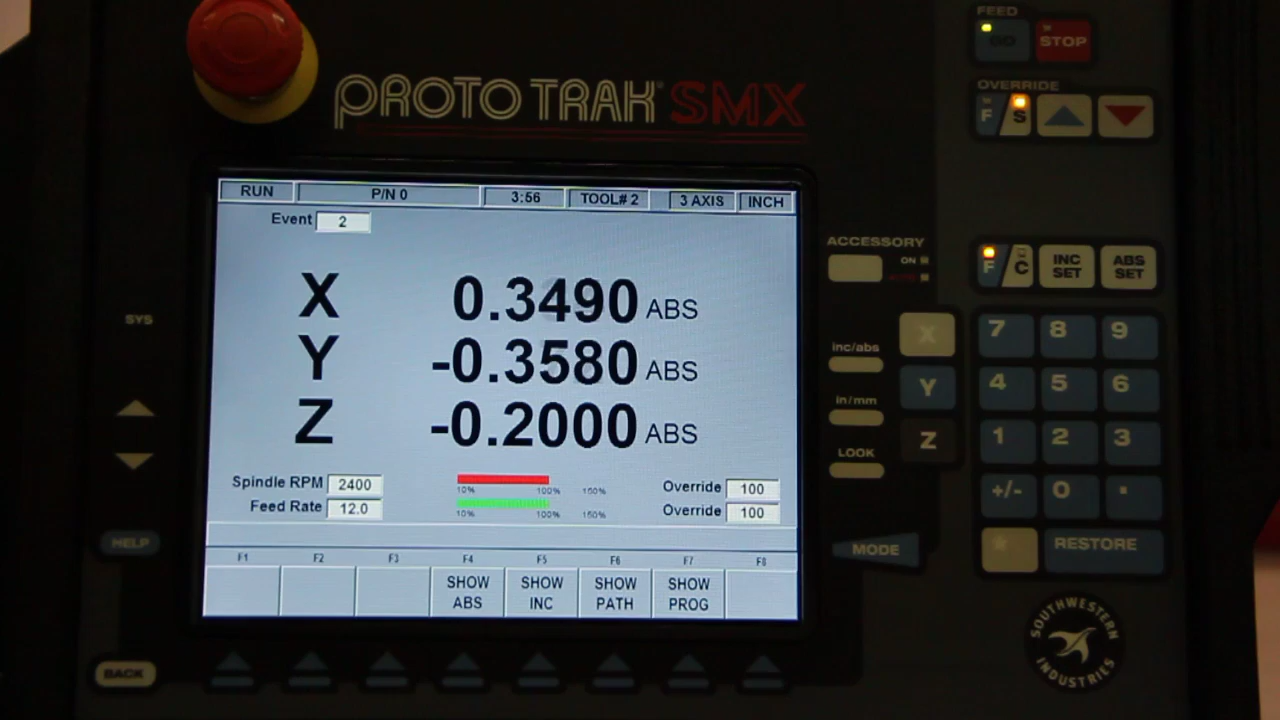 PROTO TRAK SMX
FEED
GO STOP
OVERRIDE
F S
RUN P/N 0 3:56 TOOL# 2 3 AXIS INCH
Event 2
X 0.3490 ABS
Y -0.3580 ABS
Z -0.2000 ABS
Spindle RPM 2400 10% 100% 150% Override 100
Feed Rate 12.0 10% 100% 150% Override 100
F1 F2 F3 F4 F5 F6 F7 F8
SHOW ABS
SHOW INC
SHOW PATH
SHOW PROG
SYS
HELP
BACK
ACCESSORY
ON
F C
INC SET
ABS SET
inc/abs
in/mm
LOOK
X
Y
Z
7 8 9
4 5 6
1 2 3
+/- 0 .
RESTORE
MODE
SOUTHWESTERN
INDUSTRIES